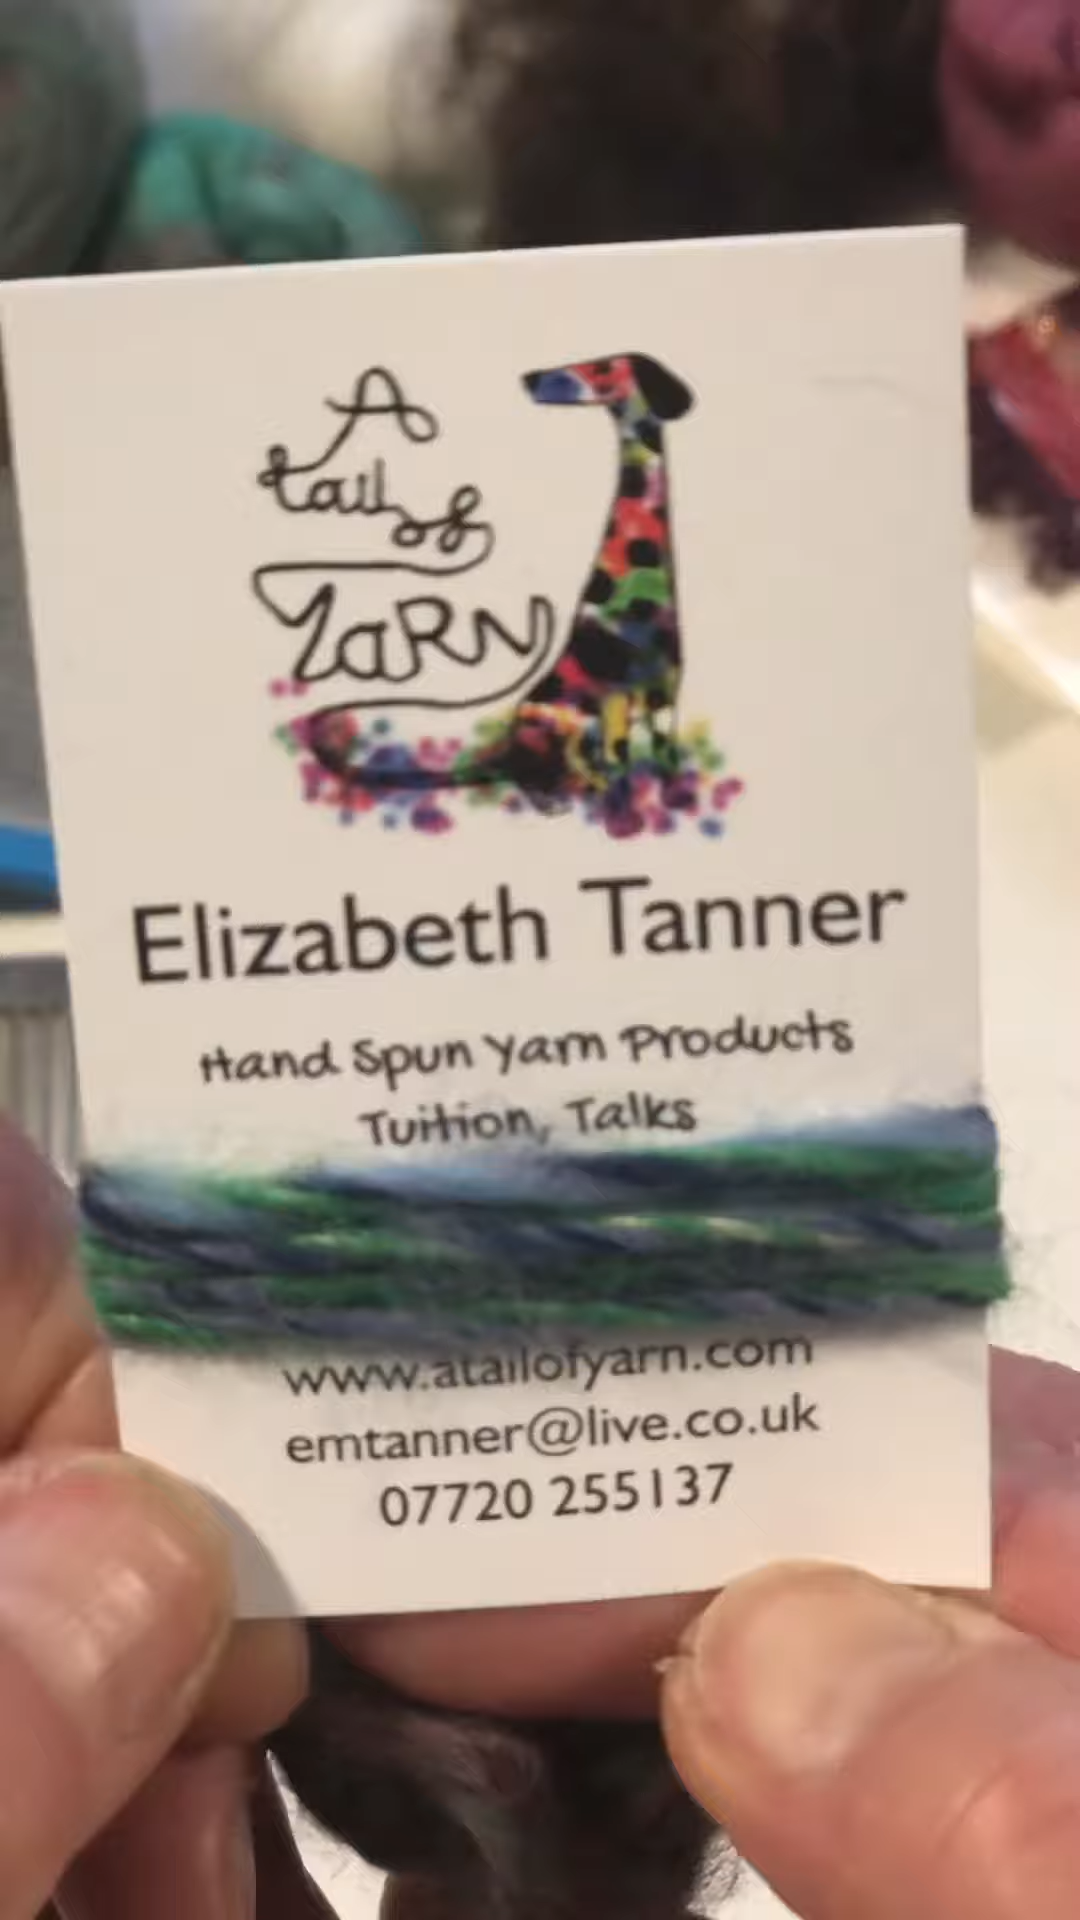 A
tail of
YaRN
Elizabeth Tanner
Hand Spun Yarn Products
Tuition, Talks
www.atailofyarn.com
emtanner@live.co.uk
07720 255137